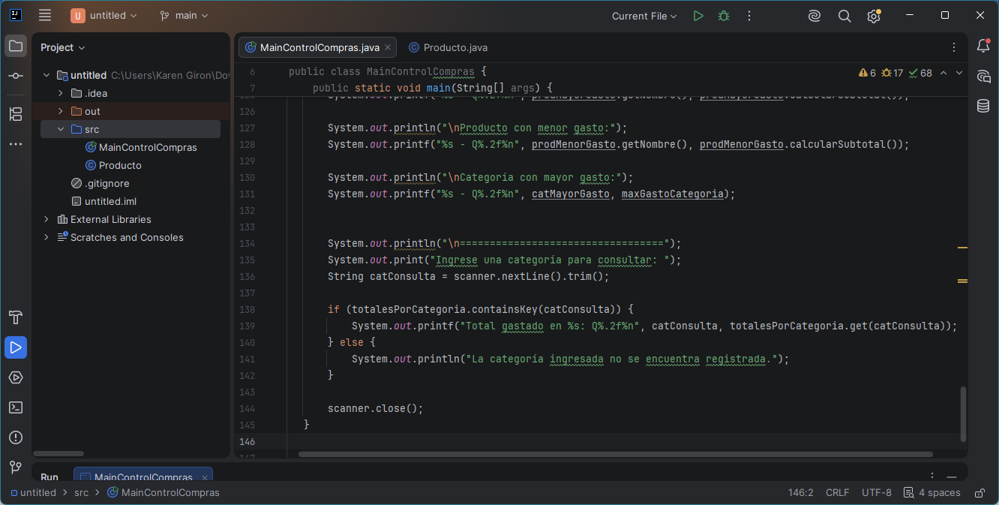 U untitled main Current File
Project
MainControlCompras.java Producto.java
untitled C:\Users\Karen Giron\Dov
.idea
out
src
MainControlCompras
Producto
.gitignore
untitled.iml
External Libraries
Scratches and Consoles
6 17 68
6 public class MainControlCompras {
7 public static void main(String[] args) {
126
127 System.out.println("\nProducto con menor gasto:");
128 System.out.printf("%s - Q%.2f%n", prodMenorGasto.getNombre(), prodMenorGasto.calcularSubtotal());
129
130 System.out.println("\nCategoría con mayor gasto:");
131 System.out.printf("%s - Q%.2f%n", catMayorGasto, maxGastoCategoria);
132
133
134 System.out.println("\n==================================");
135 System.out.print("Ingrese una categoría para consultar: ");
136 String catConsulta = scanner.nextLine().trim();
137
138 if (totalesPorCategoria.containsKey(catConsulta)) {
139 System.out.printf("Total gastado en %s: Q%.2f%n", catConsulta, totalesPorCategoria.get(catConsulta));
140 } else {
141 System.out.println("La categoría ingresada no se encuentra registrada.");
142 }
143
144 scanner.close();
145 }
146
Run MainControlCompras
untitled > src > MainControlCompras 146:2 CRLF UTF-8 4 spaces